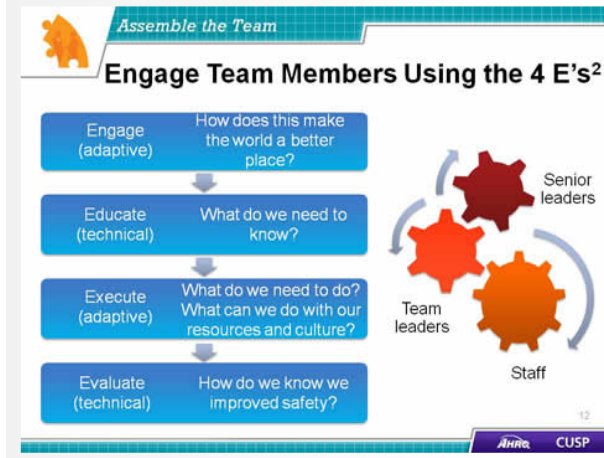 Assemble the Team
Engage Team Members Using the 4 E's²
Engage
(adaptive)
How does this make
the world a better
place?
Educate
(technical)
What do we need to
know?
Execute
(adaptive)
What do we need to do?
What can we do with our
resources and culture?
Evaluate
(technical)
How do we know we
improved safety?
Senior
leaders
Team
leaders
Staff
12
AHRQ
CUSP